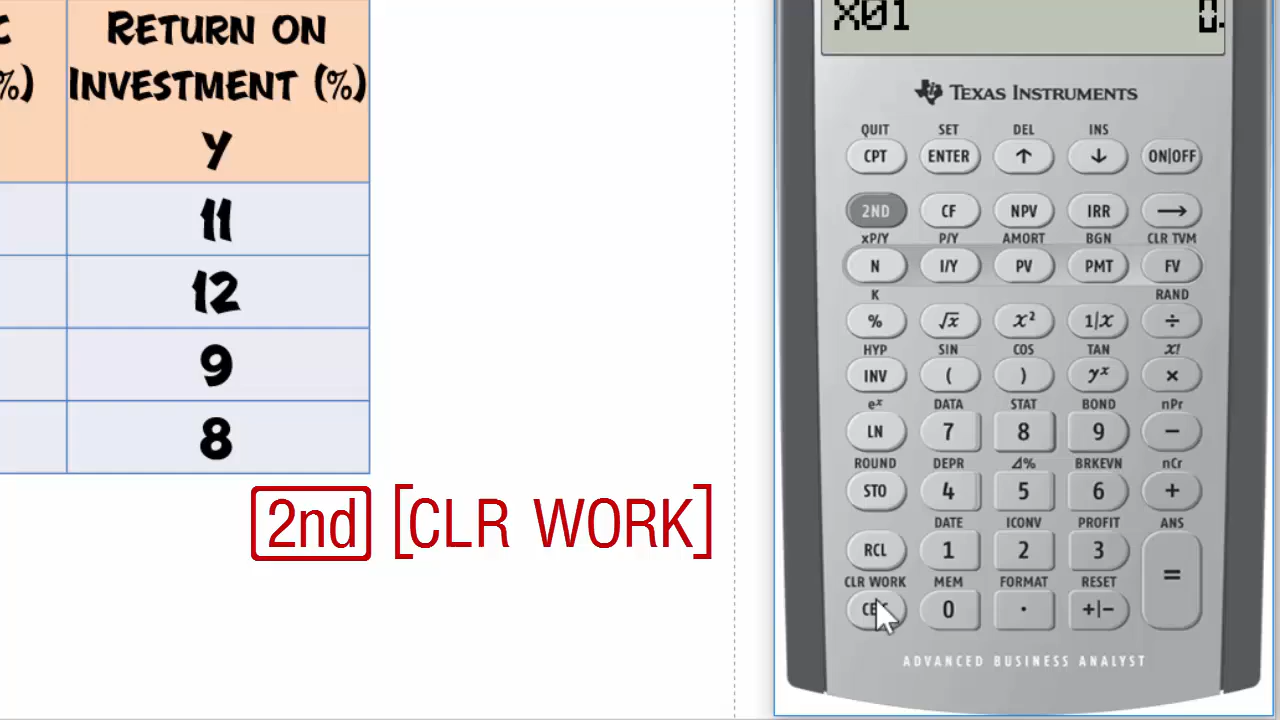 C
%)
RETURN ON
INVESTMENT (%)
y
11
12
9
8
2nd [CLR WORK]
X01 0.
TEXAS INSTRUMENTS
QUIT SET DEL INS
CPT ENTER ↑ ↓ ON|OFF
2ND CF NPV IRR →
xP/Y P/Y AMORT BGN CLR TVM
N I/Y PV PMT FV
K RAND
% √x x² 1/x ÷
HYP SIN COS TAN x!
INV ( ) yˣ ×
eˣ DATA STAT BOND nPr
LN 7 8 9 −
ROUND DEPR Δ% BRKEVN nCr
STO 4 5 6 +
DATE ICONV PROFIT ANS
RCL 1 2 3 =
CLR WORK MEM FORMAT RESET
0 . +|−
ADVANCED BUSINESS ANALYST